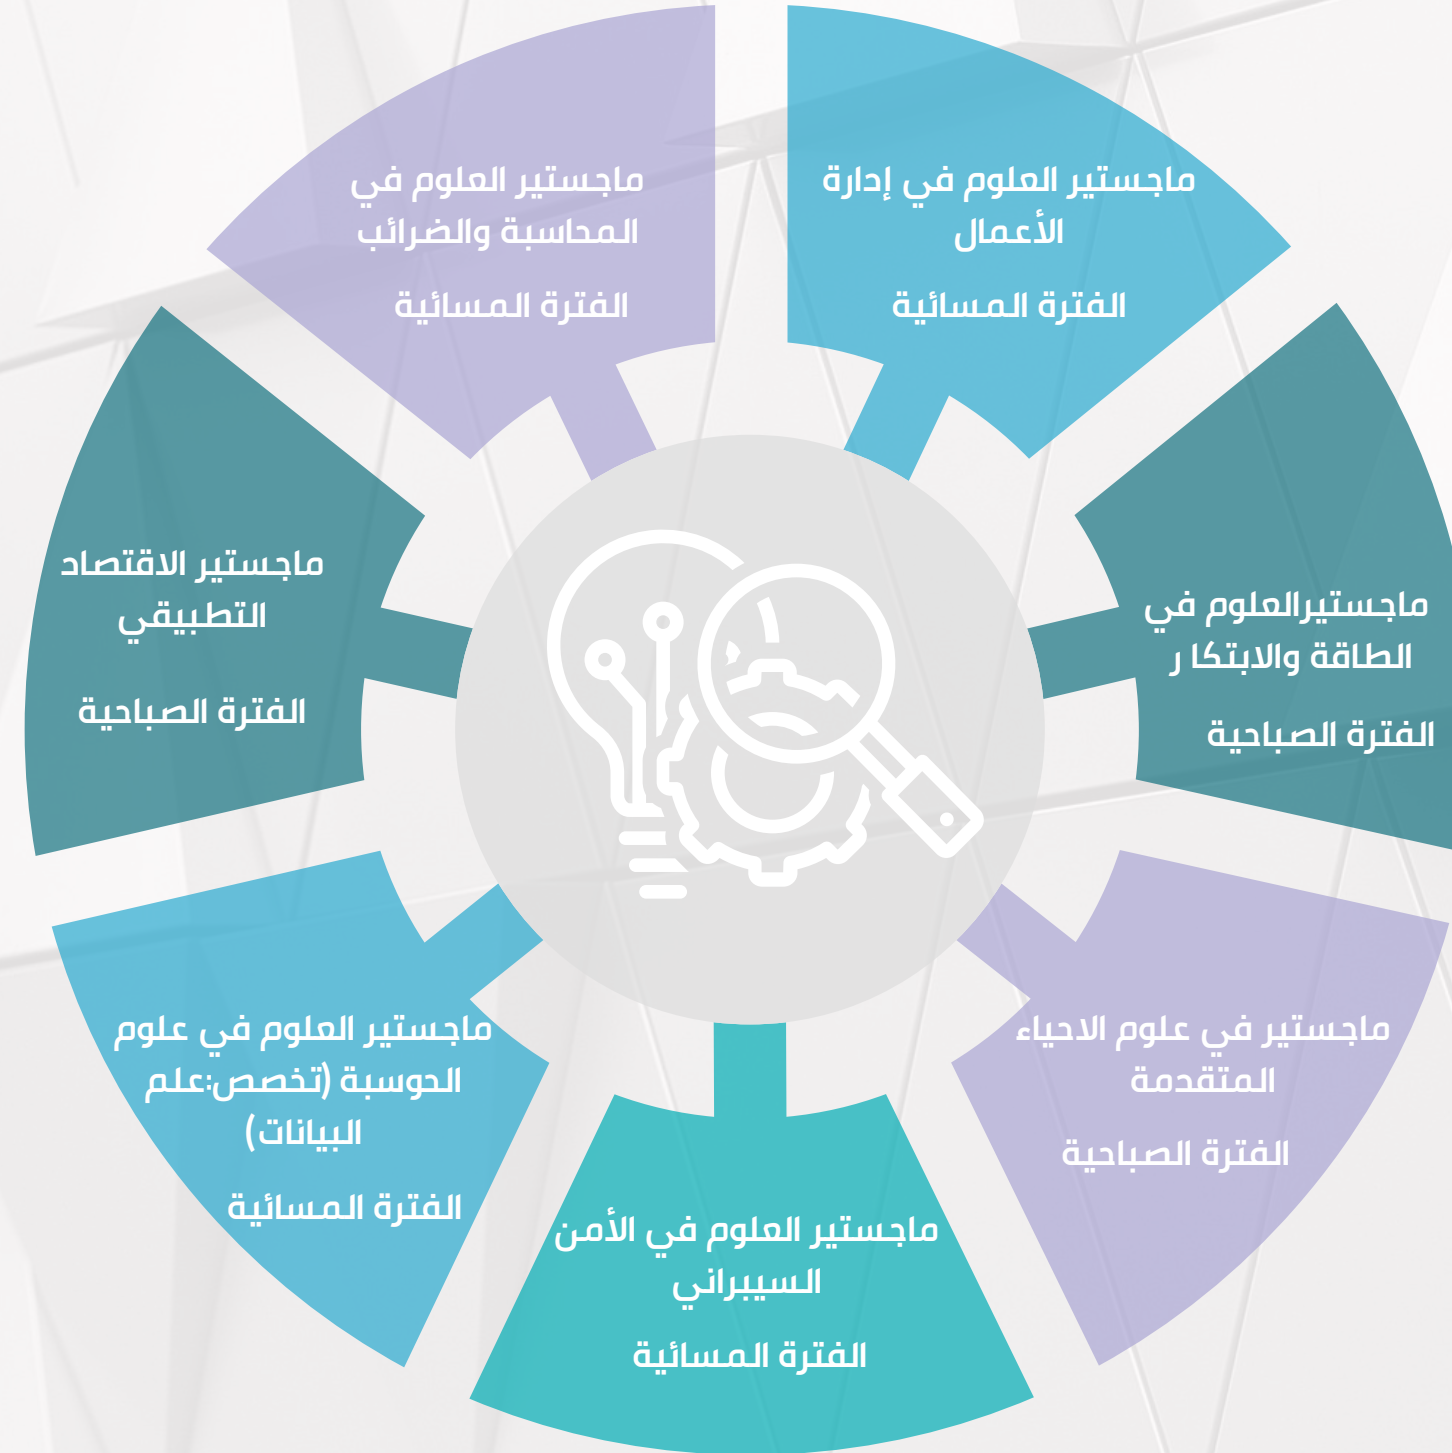 ماجستير العلوم في إدارة
الأعمال
الفترة المسائية
ماجستيرالعلوم في
الطاقة والابتكا ر
الفترة الصباحية
ماجستير في علوم الاحياء
المتقدمة
الفترة الصباحية
ماجستير العلوم في الأمن
السيبراني
الفترة المسائية
ماجستير العلوم في علوم
الحوسبة (تخصص:علم
البيانات)
الفترة المسائية
ماجستير الاقتصاد
التطبيقي
الفترة الصباحية
ماجستير العلوم في
المحاسبة والضرائب
الفترة المسائية